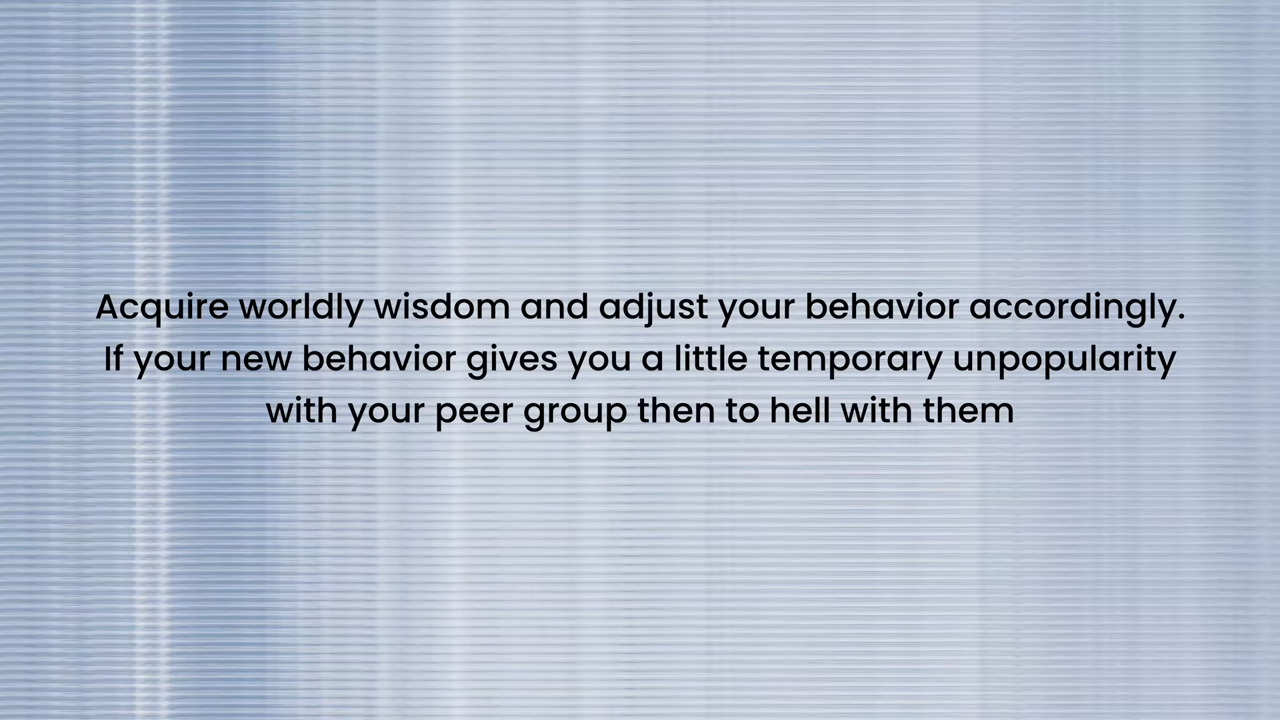 Acquire worldly wisdom and adjust your behavior accordingly.
If your new behavior gives you a little temporary unpopularity
with your peer group then to hell with them